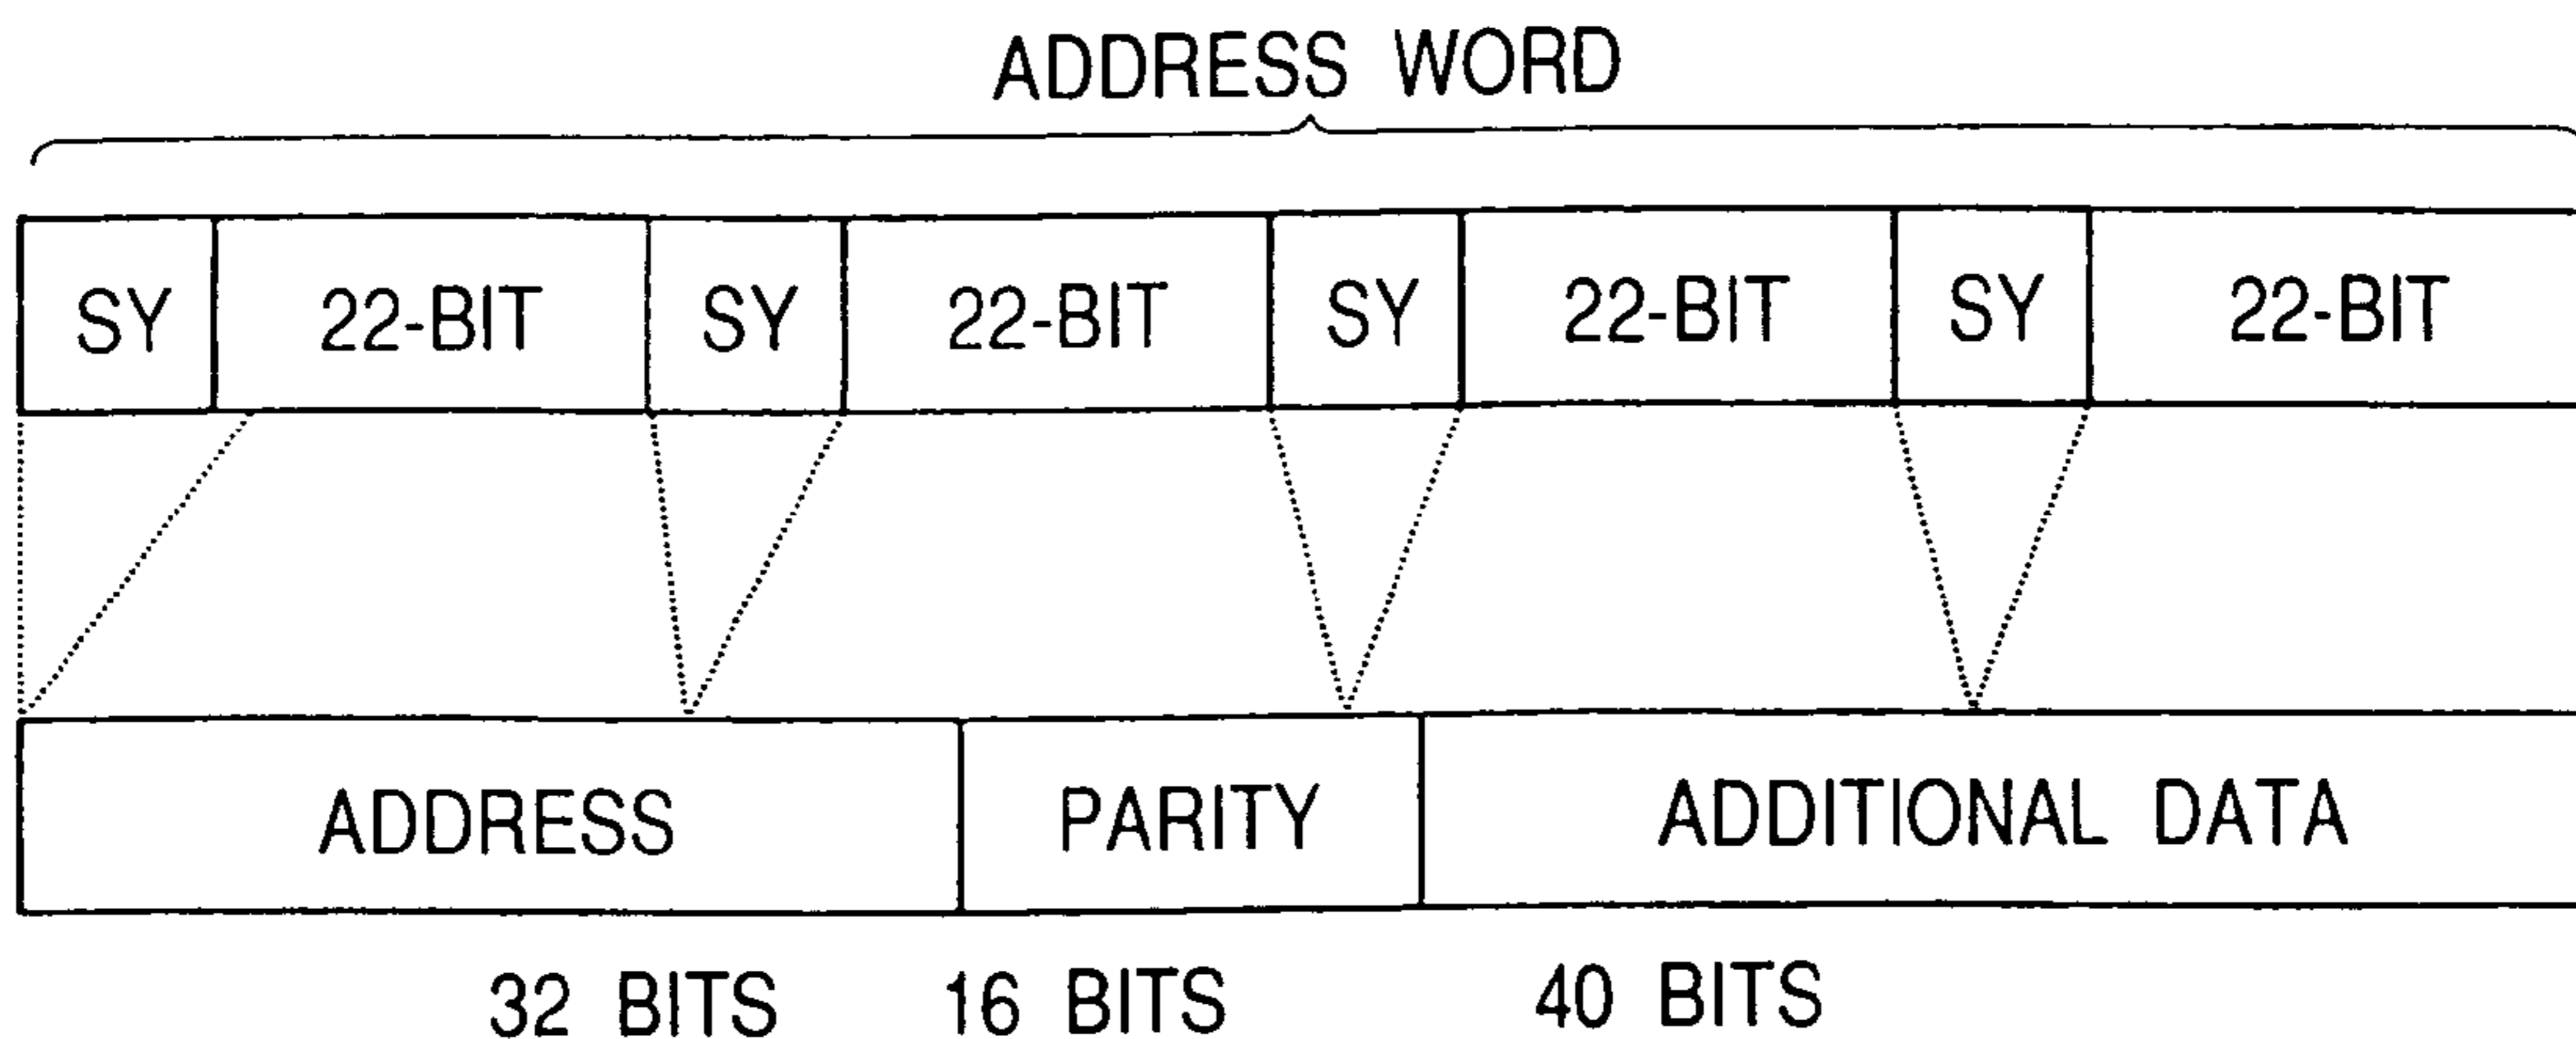 ADDRESS WORD
SY 22-BIT SY 22-BIT SY 22-BIT SY 22-BIT
ADDRESS PARITY ADDITIONAL DATA
32 BITS 16 BITS 40 BITS